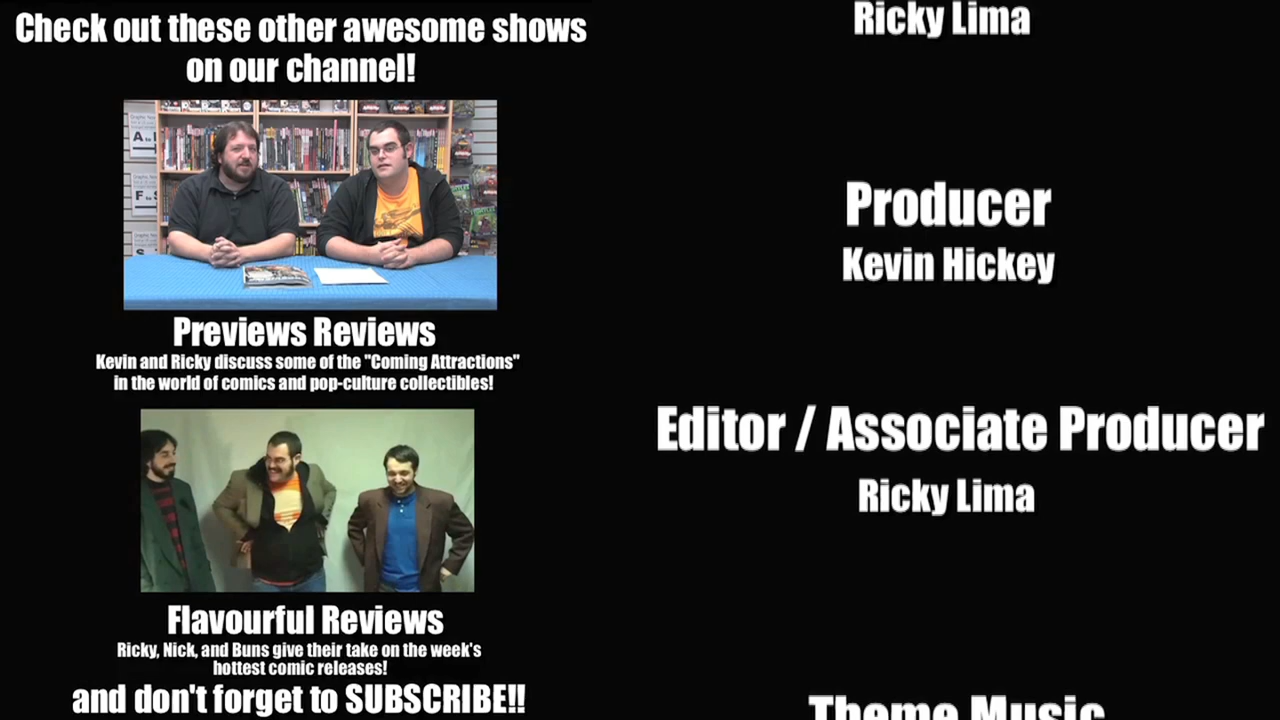 Check out these other awesome shows
on our channel!
Previews Reviews
Kevin and Ricky discuss some of the "Coming Attractions"
in the world of comics and pop-culture collectibles!
Flavourful Reviews
Ricky, Nick, and Buns give their take on the week's
hottest comic releases!
and don't forget to SUBSCRIBE!!
Ricky Lima
Producer
Kevin Hickey
Editor / Associate Producer
Ricky Lima
Theme Music